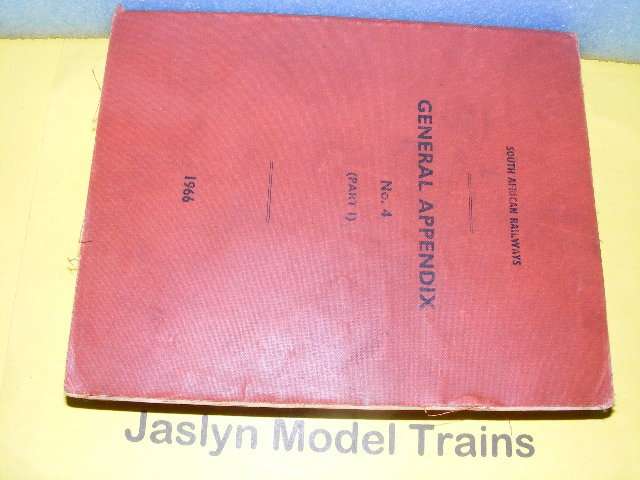 SOUTH AFRICAN RAILWAYS
GENERAL APPENDIX
No. 4
(PART I)
1966
Jaslyn Model Trains